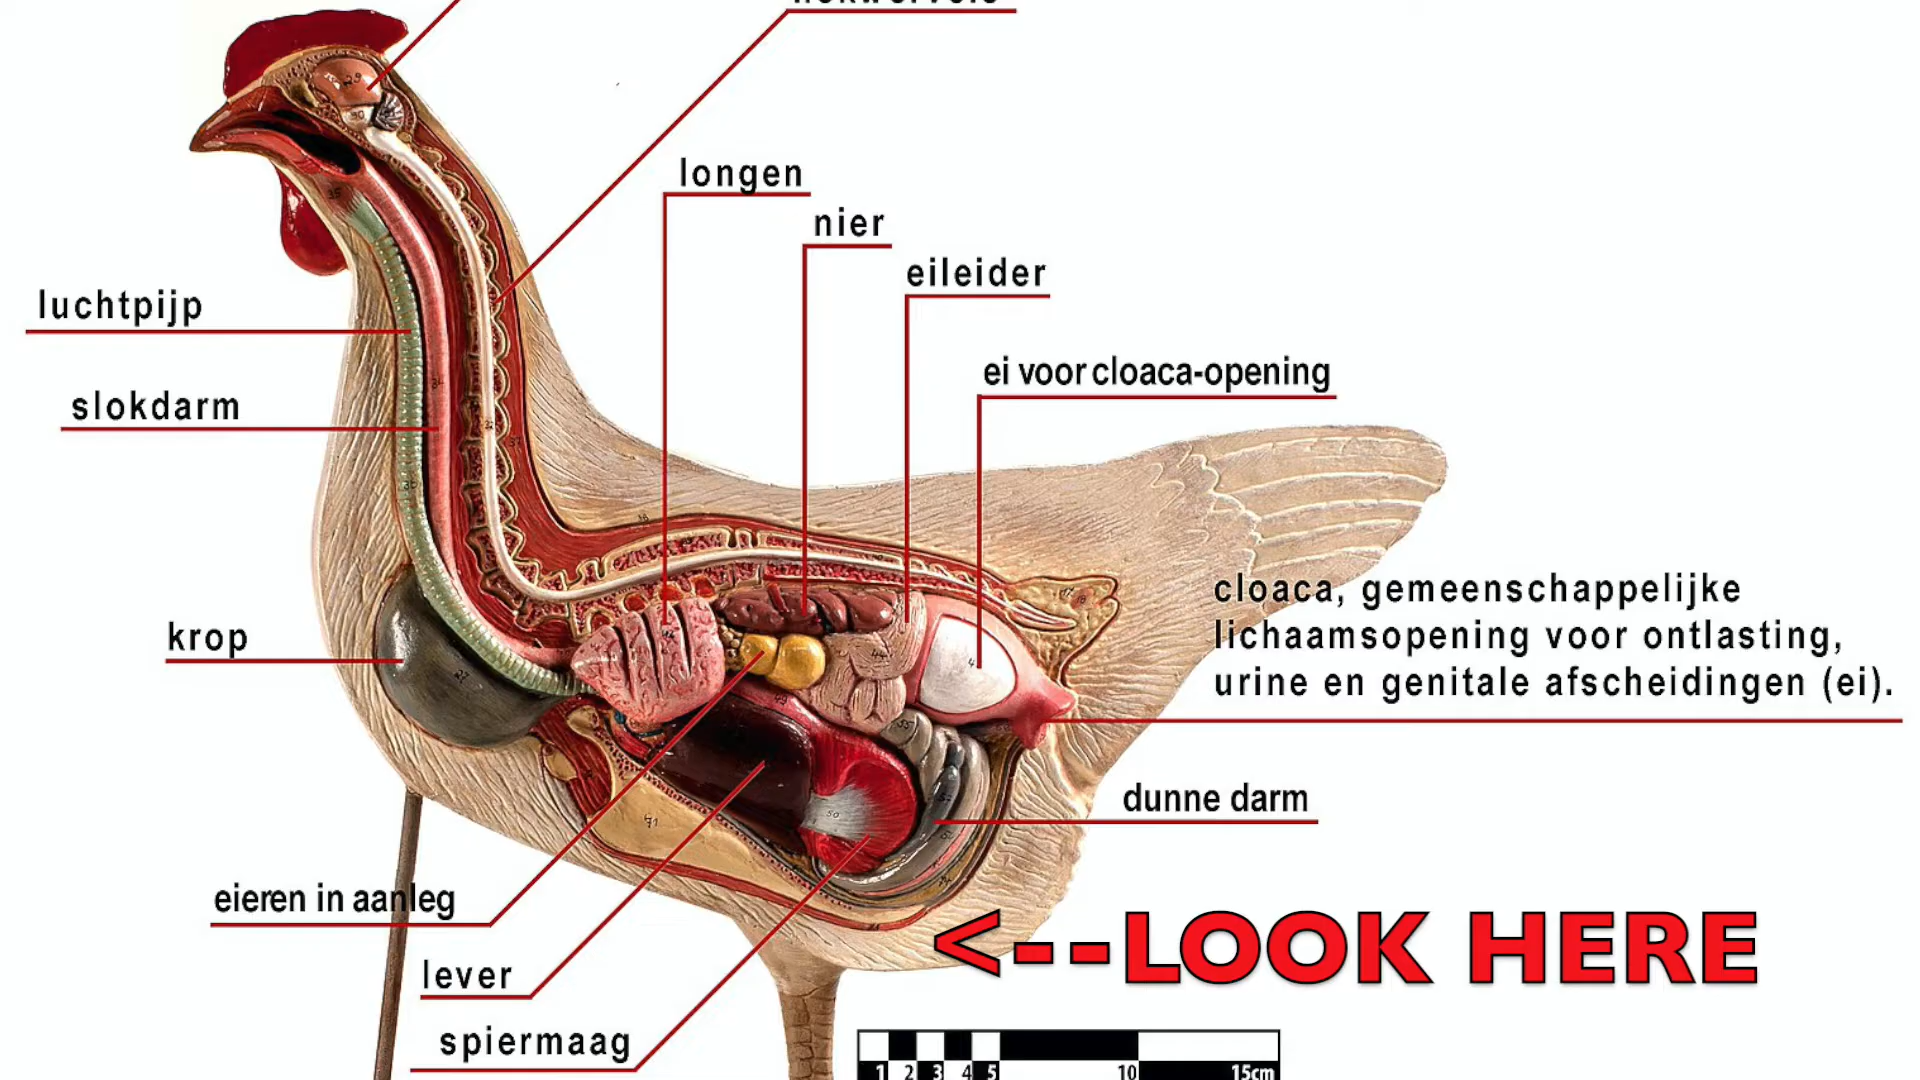 longen
nier
eileider
luchtpijp
ei voor cloaca-opening
slokdarm
cloaca, gemeenschappelijke
lichaamsopening voor ontlasting,
urine en genitale afscheidingen (ei).
krop
dunne darm
eieren in aanleg
<--LOOK HERE
lever
spiermaag
1 2 3 4 5 10 15cm